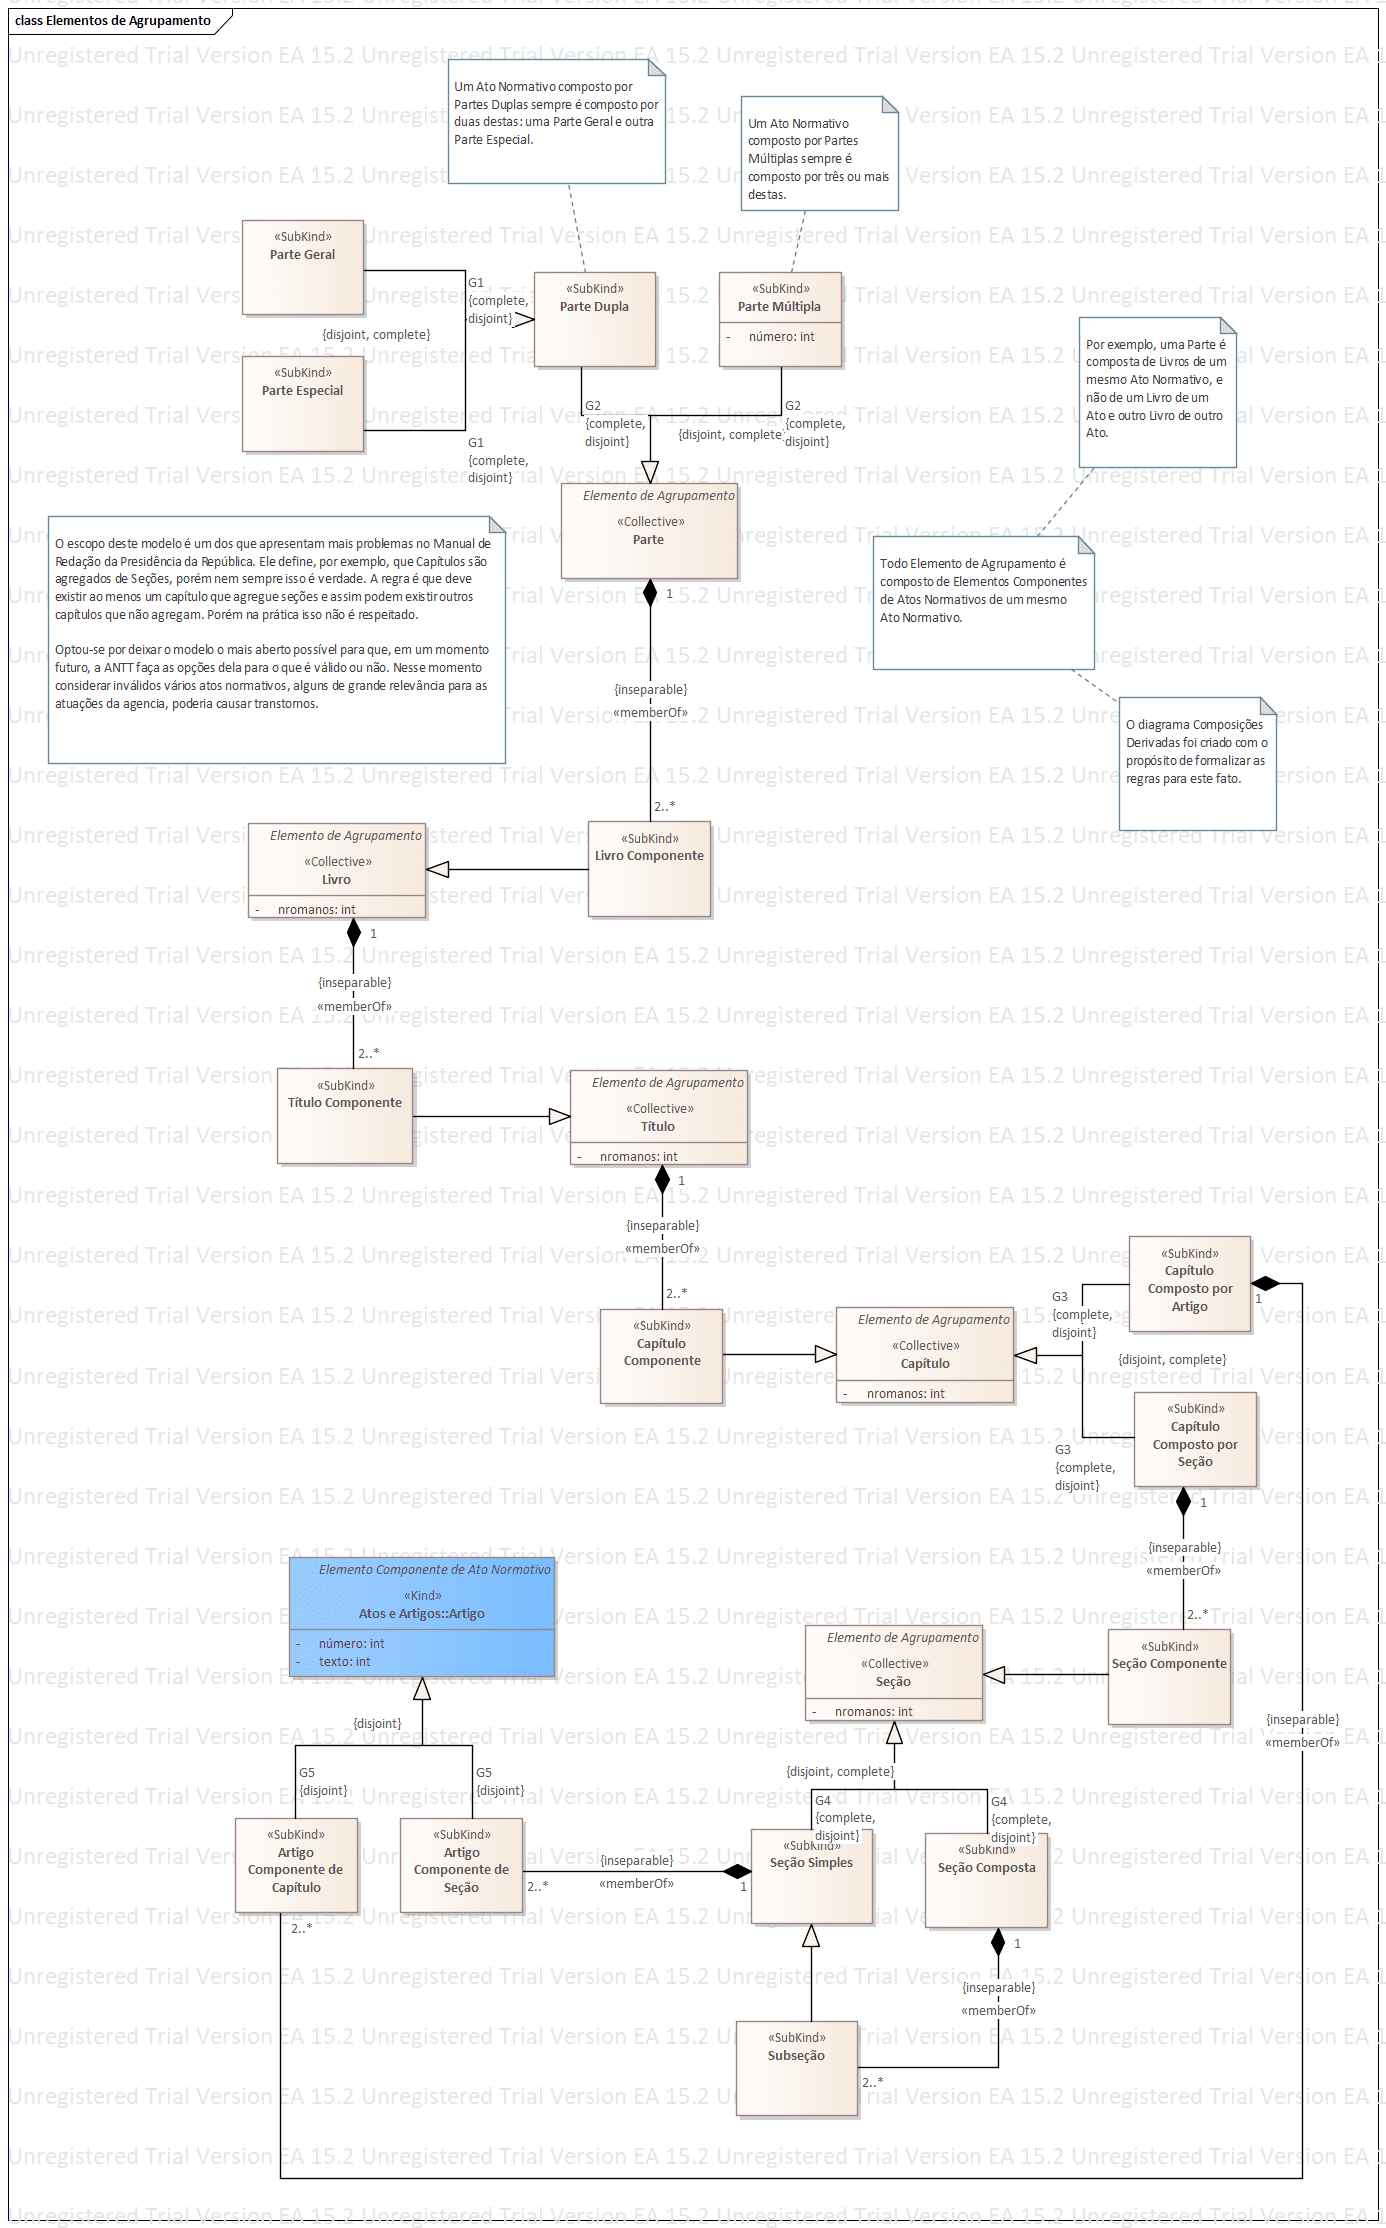 class Elementos de Agrupamento
Unregistered Trial Version EA 15.2
Um Ato Normativo composto por
Partes Duplas sempre é composto por
duas destas: uma Parte Geral e outra
Parte Especial.
Um Ato Normativo
composto por Partes
Múltiplas sempre é
composto por três ou mais
destas.
«SubKind»
Parte Geral
«SubKind»
Parte Especial
G1
{complete,
disjoint}
{disjoint, complete}
G1
{complete,
disjoint}
«SubKind»
Parte Dupla
«SubKind»
Parte Múltipla
- número: int
G2
{complete,
disjoint}
{disjoint, complete}
G2
{complete,
disjoint}
Por exemplo, uma Parte é
composta de Livros de um
mesmo Ato Normativo, e
não de um Livro de um
Ato e outro Livro de outro
Ato.
Elemento de Agrupamento
«Collective»
Parte
1
{inseparable}
«memberOf»
2..*
O escopo deste modelo é um dos que apresentam mais problemas no Manual de
Redação da Presidência da República. Ele define, por exemplo, que Capítulos são
agregados de Seções, porém nem sempre isso é verdade. A regra é que deve
existir ao menos um capítulo que agregue seções e assim podem existir outros
capítulos que não agregam. Porém na prática isso não é respeitado.
Optou-se por deixar o modelo o mais aberto possível para que, em um momento
futuro, a ANTT faça as opções dela para o que é válido ou não. Nesse momento
considerar inválidos vários atos normativos, alguns de grande relevância para as
atuações da agencia, poderia causar transtornos.
Todo Elemento de Agrupamento é
composto de Elementos Componentes
de Atos Normativos de um mesmo
Ato Normativo.
O diagrama Composições
Derivadas foi criado com o
propósito de formalizar as
regras para este fato.
Elemento de Agrupamento
«Collective»
Livro
- nromanos: int
«SubKind»
Livro Componente
1
{inseparable}
«memberOf»
2..*
«SubKind»
Título Componente
Elemento de Agrupamento
«Collective»
Título
- nromanos: int
1
{inseparable}
«memberOf»
2..*
«SubKind»
Capítulo
Componente
Elemento de Agrupamento
«Collective»
Capítulo
- nromanos: int
G3
{complete,
disjoint}
{disjoint, complete}
G3
{complete,
disjoint}
«SubKind»
Capítulo
Composto por
Artigo
1
«SubKind»
Capítulo
Composto por
Seção
1
{inseparable}
«memberOf»
2..*
Elemento Componente de Ato Normativo
«Kind»
Atos e Artigos::Artigo
- número: int
- texto: int
Elemento de Agrupamento
«Collective»
Seção
- nromanos: int
«SubKind»
Seção Componente
{inseparable}
«memberOf»
{disjoint}
G5
{disjoint}
G5
{disjoint}
{disjoint, complete}
G4
{complete,
disjoint}
G4
{complete,
disjoint}
«SubKind»
Artigo
Componente de
Capítulo
2..*
«SubKind»
Artigo
Componente de
Seção
2..*
{inseparable}
«memberOf»
1
«SubKind»
Seção Simples
«SubKind»
Seção Composta
1
{inseparable}
«memberOf»
«SubKind»
Subseção
2..*